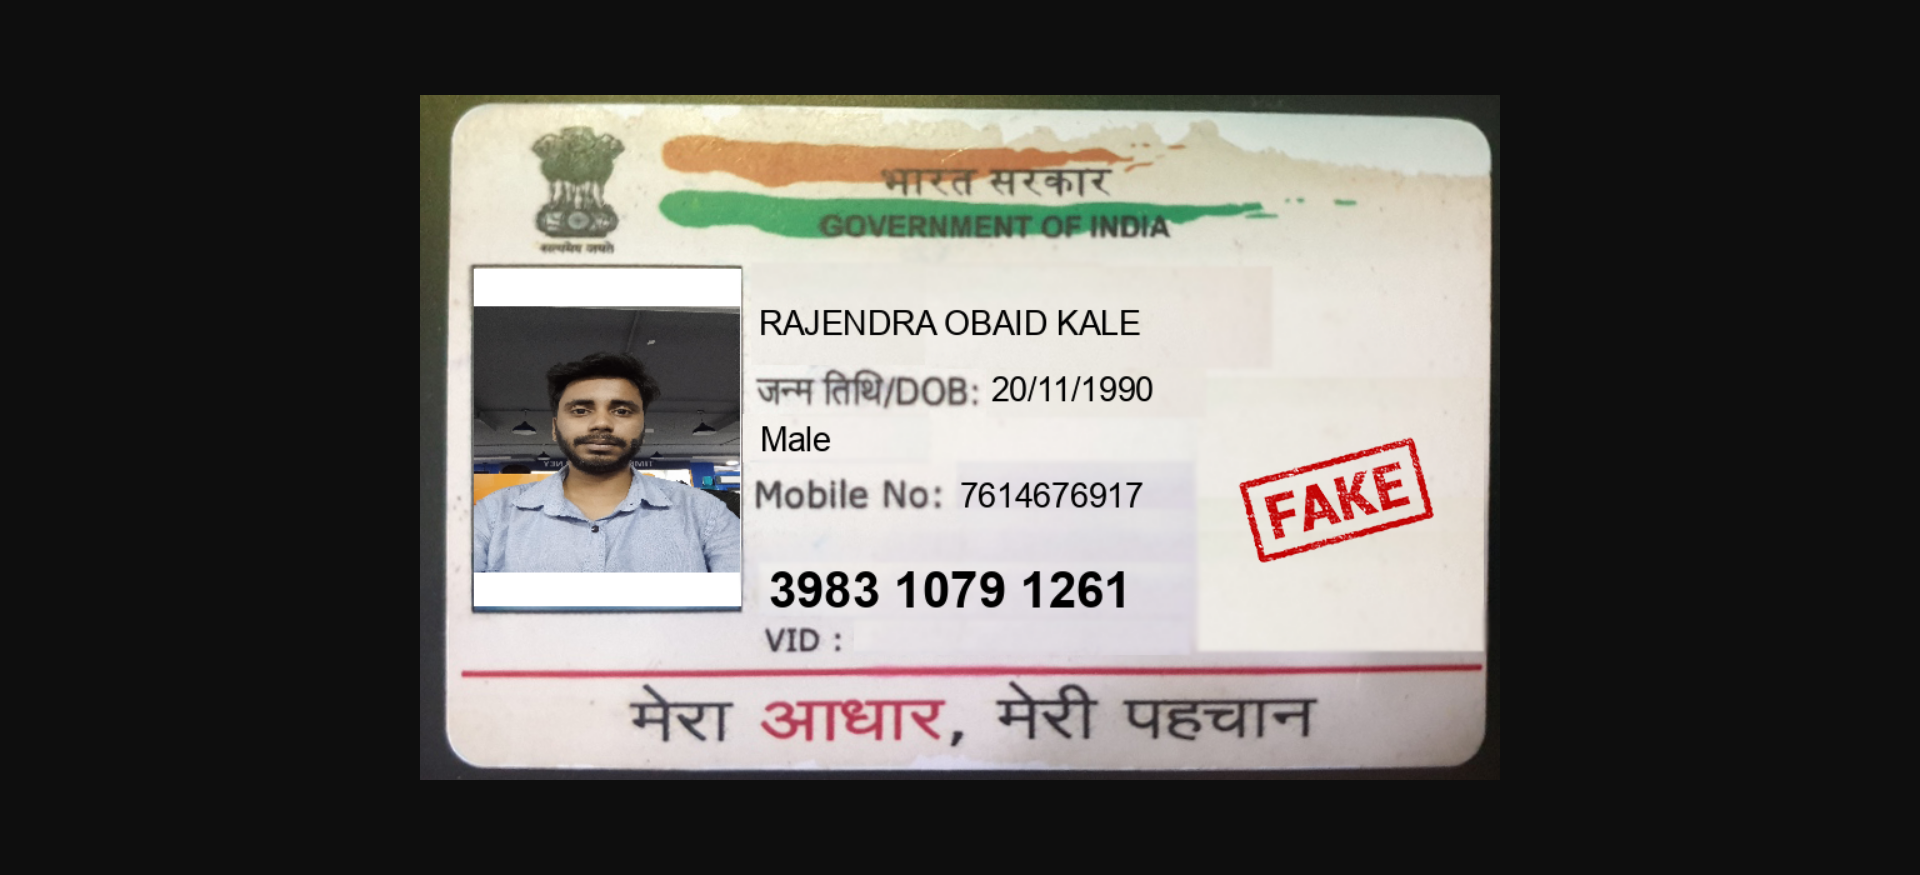 भारत सरकार
GOVERNMENT OF INDIA
सत्यमेव जयते
RAJENDRA OBAID KALE
जन्म तिथि/DOB: 20/11/1990
Male
Mobile No: 7614676917
FAKE
3983 1079 1261
VID :
मेरा आधार, मेरी पहचान